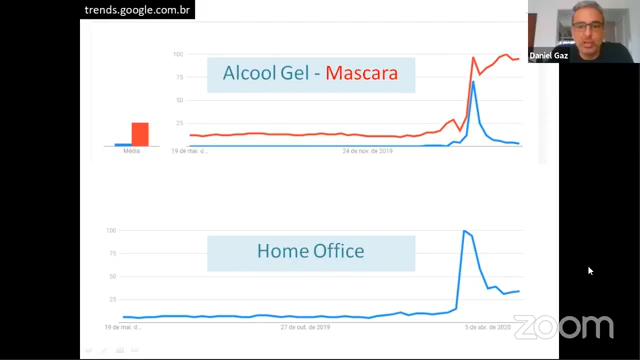 trends.google.com.br
Daniel Gaz
Alcool Gel - Mascara
100
75
50
25
Média
19 de mai. d...
24 de nov. de 2019
Home Office
100
75
50
25
19 de mai. d...
27 de out. de 2019
5 de abr. de 2020
zoom